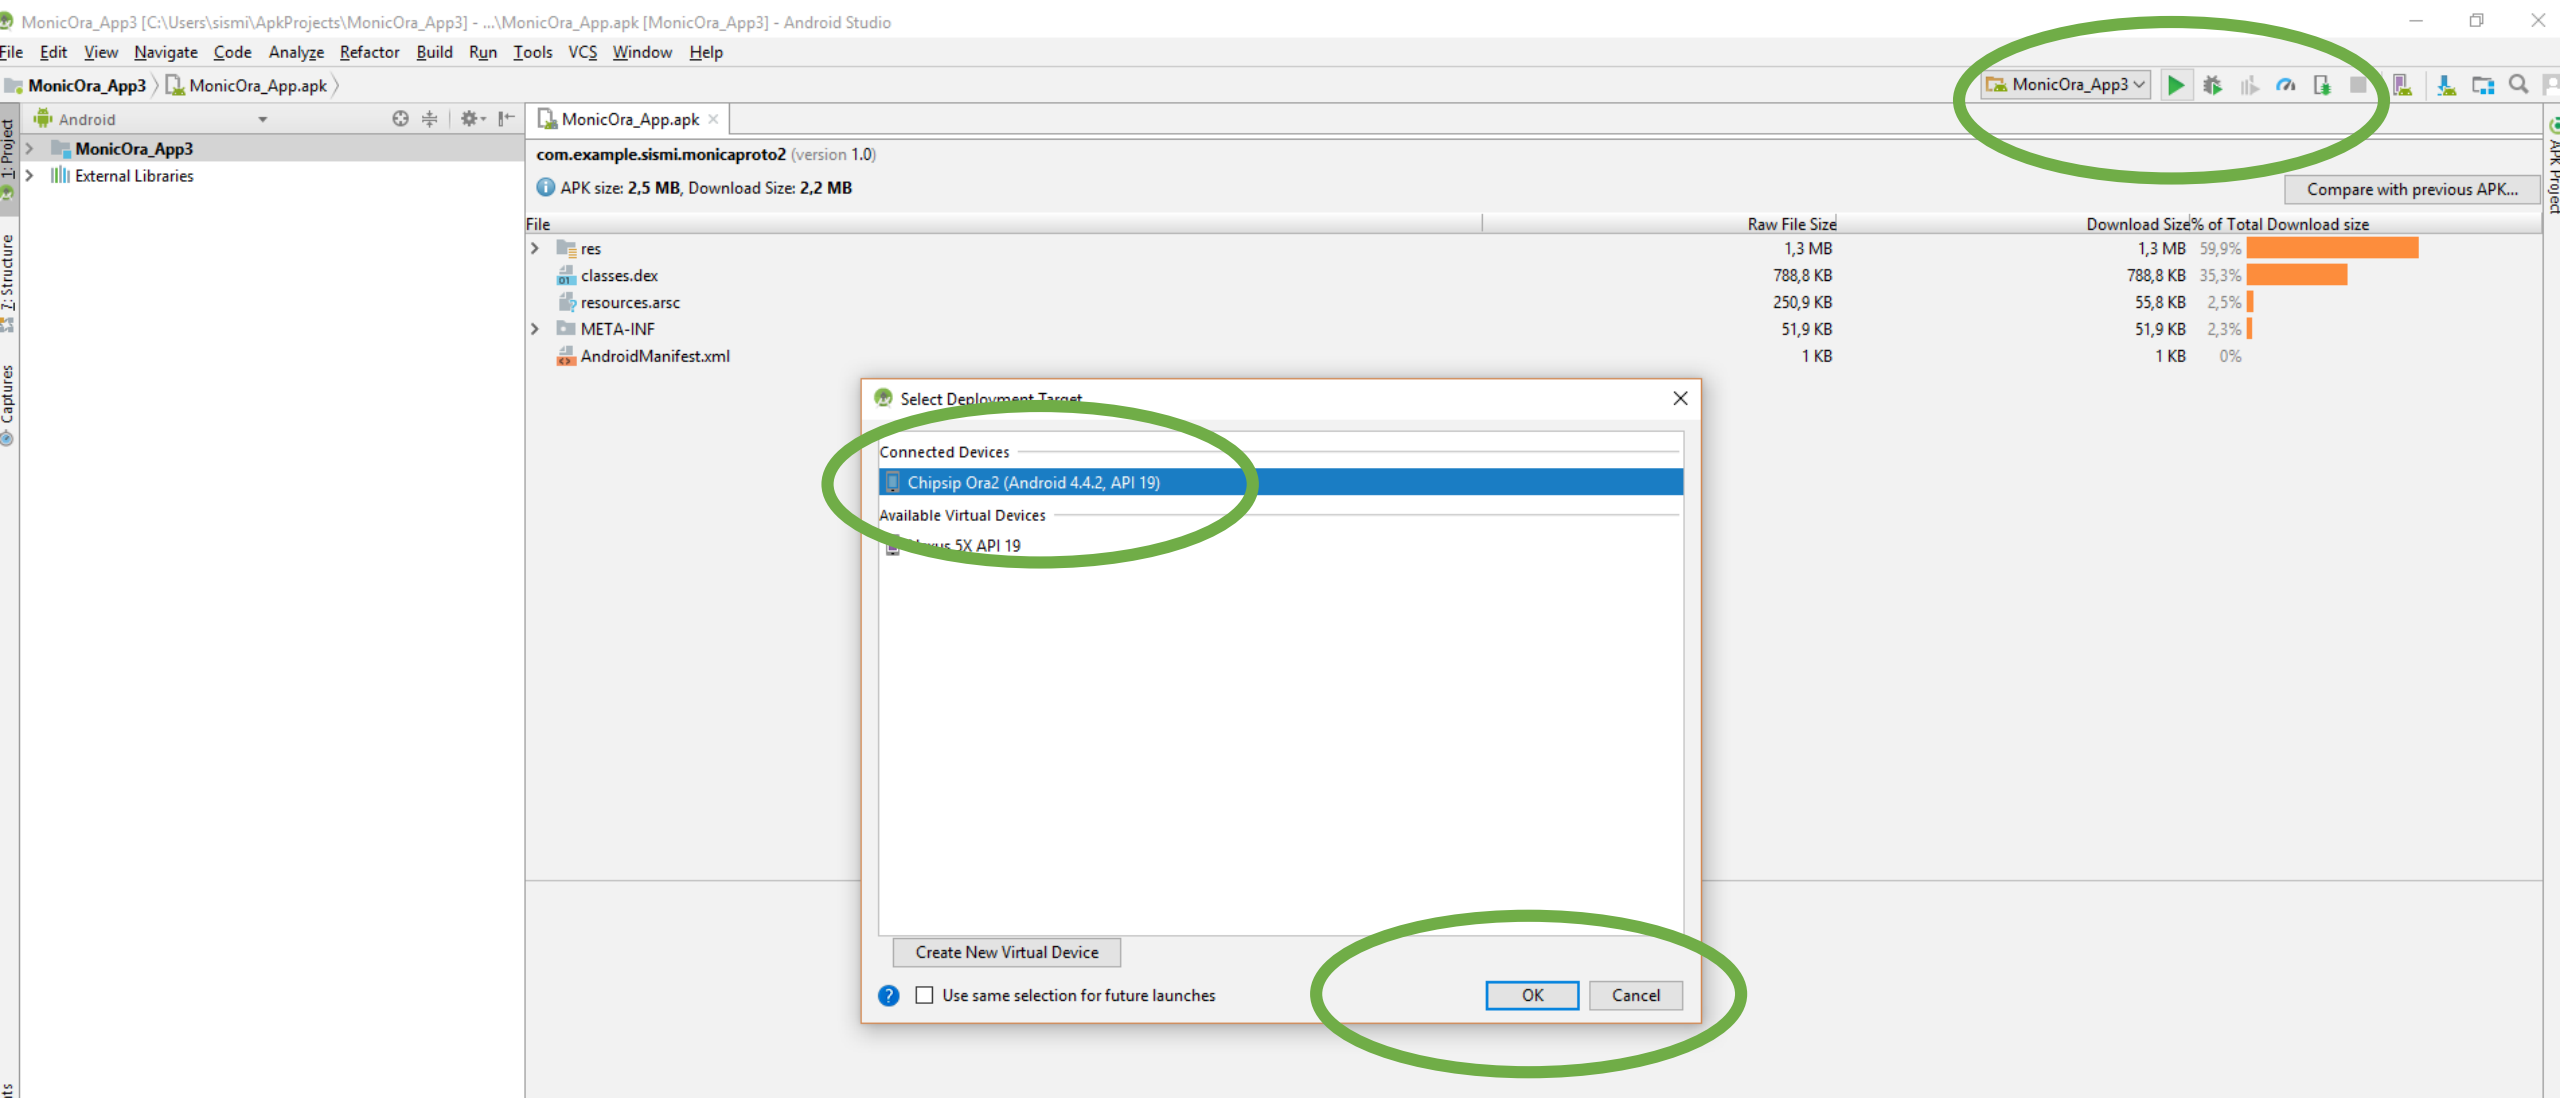 MonicOra_App3 [C:\Users\sismi\ApkProjects\MonicOra_App3] - ...\MonicOra_App.apk [MonicOra_App3] - Android Studio
File Edit View Navigate Code Analyze Refactor Build Run Tools VCS Window Help
MonicOra_App3 MonicOra_App.apk MonicOra_App3
Android MonicOra_App.apk
1: Project
7: Structure
Captures
APK Project
MonicOra_App3
External Libraries
com.example.sismi.monicaproto2 (version 1.0)
APK size: 2,5 MB, Download Size: 2,2 MB
Compare with previous APK...
File Raw File Size Download Size % of Total Download size
res 1,3 MB 1,3 MB 59,9%
classes.dex 788,8 KB 788,8 KB 35,3%
resources.arsc 250,9 KB 55,8 KB 2,5%
META-INF 51,9 KB 51,9 KB 2,3%
AndroidManifest.xml 1 KB 1 KB 0%
Select Deployment Target
Connected Devices
Chipsip Ora2 (Android 4.4.2, API 19)
Available Virtual Devices
5X API 19
Create New Virtual Device
? Use same selection for future launches
OK Cancel